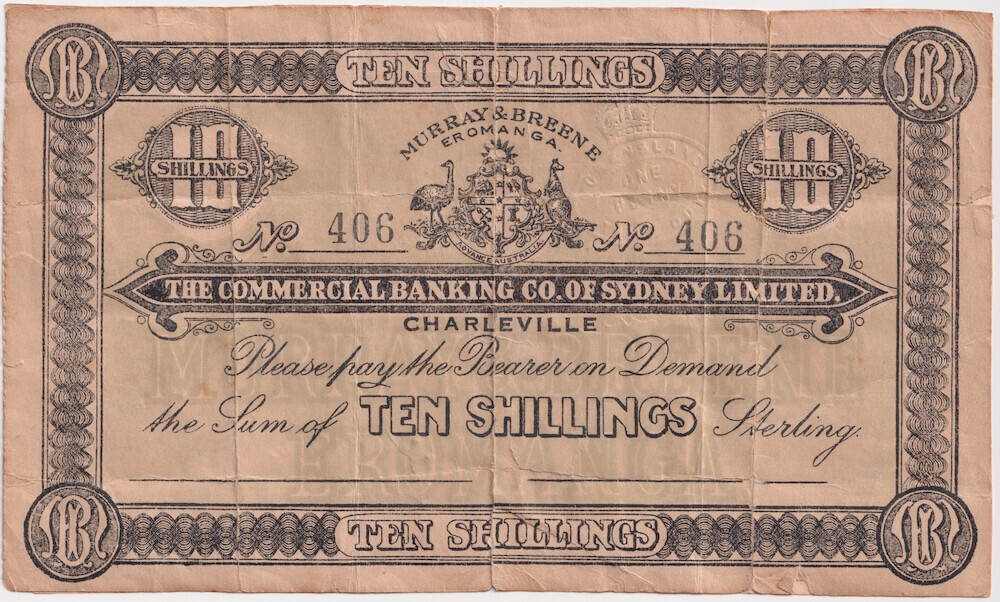 TEN SHILLINGS
MURRAY & BREENE
EROMANGA.
10
SHILLINGS
10
SHILLINGS
ONE
No 406
No 406
ADVANCE AUSTRALIA
THE COMMERCIAL BANKING CO. OF SYDNEY LIMITED.
CHARLEVILLE
MURRAY & BREENE
Please pay the Bearer on Demand
the Sum of TEN SHILLINGS Sterling.
EROMANGA
TEN SHILLINGS